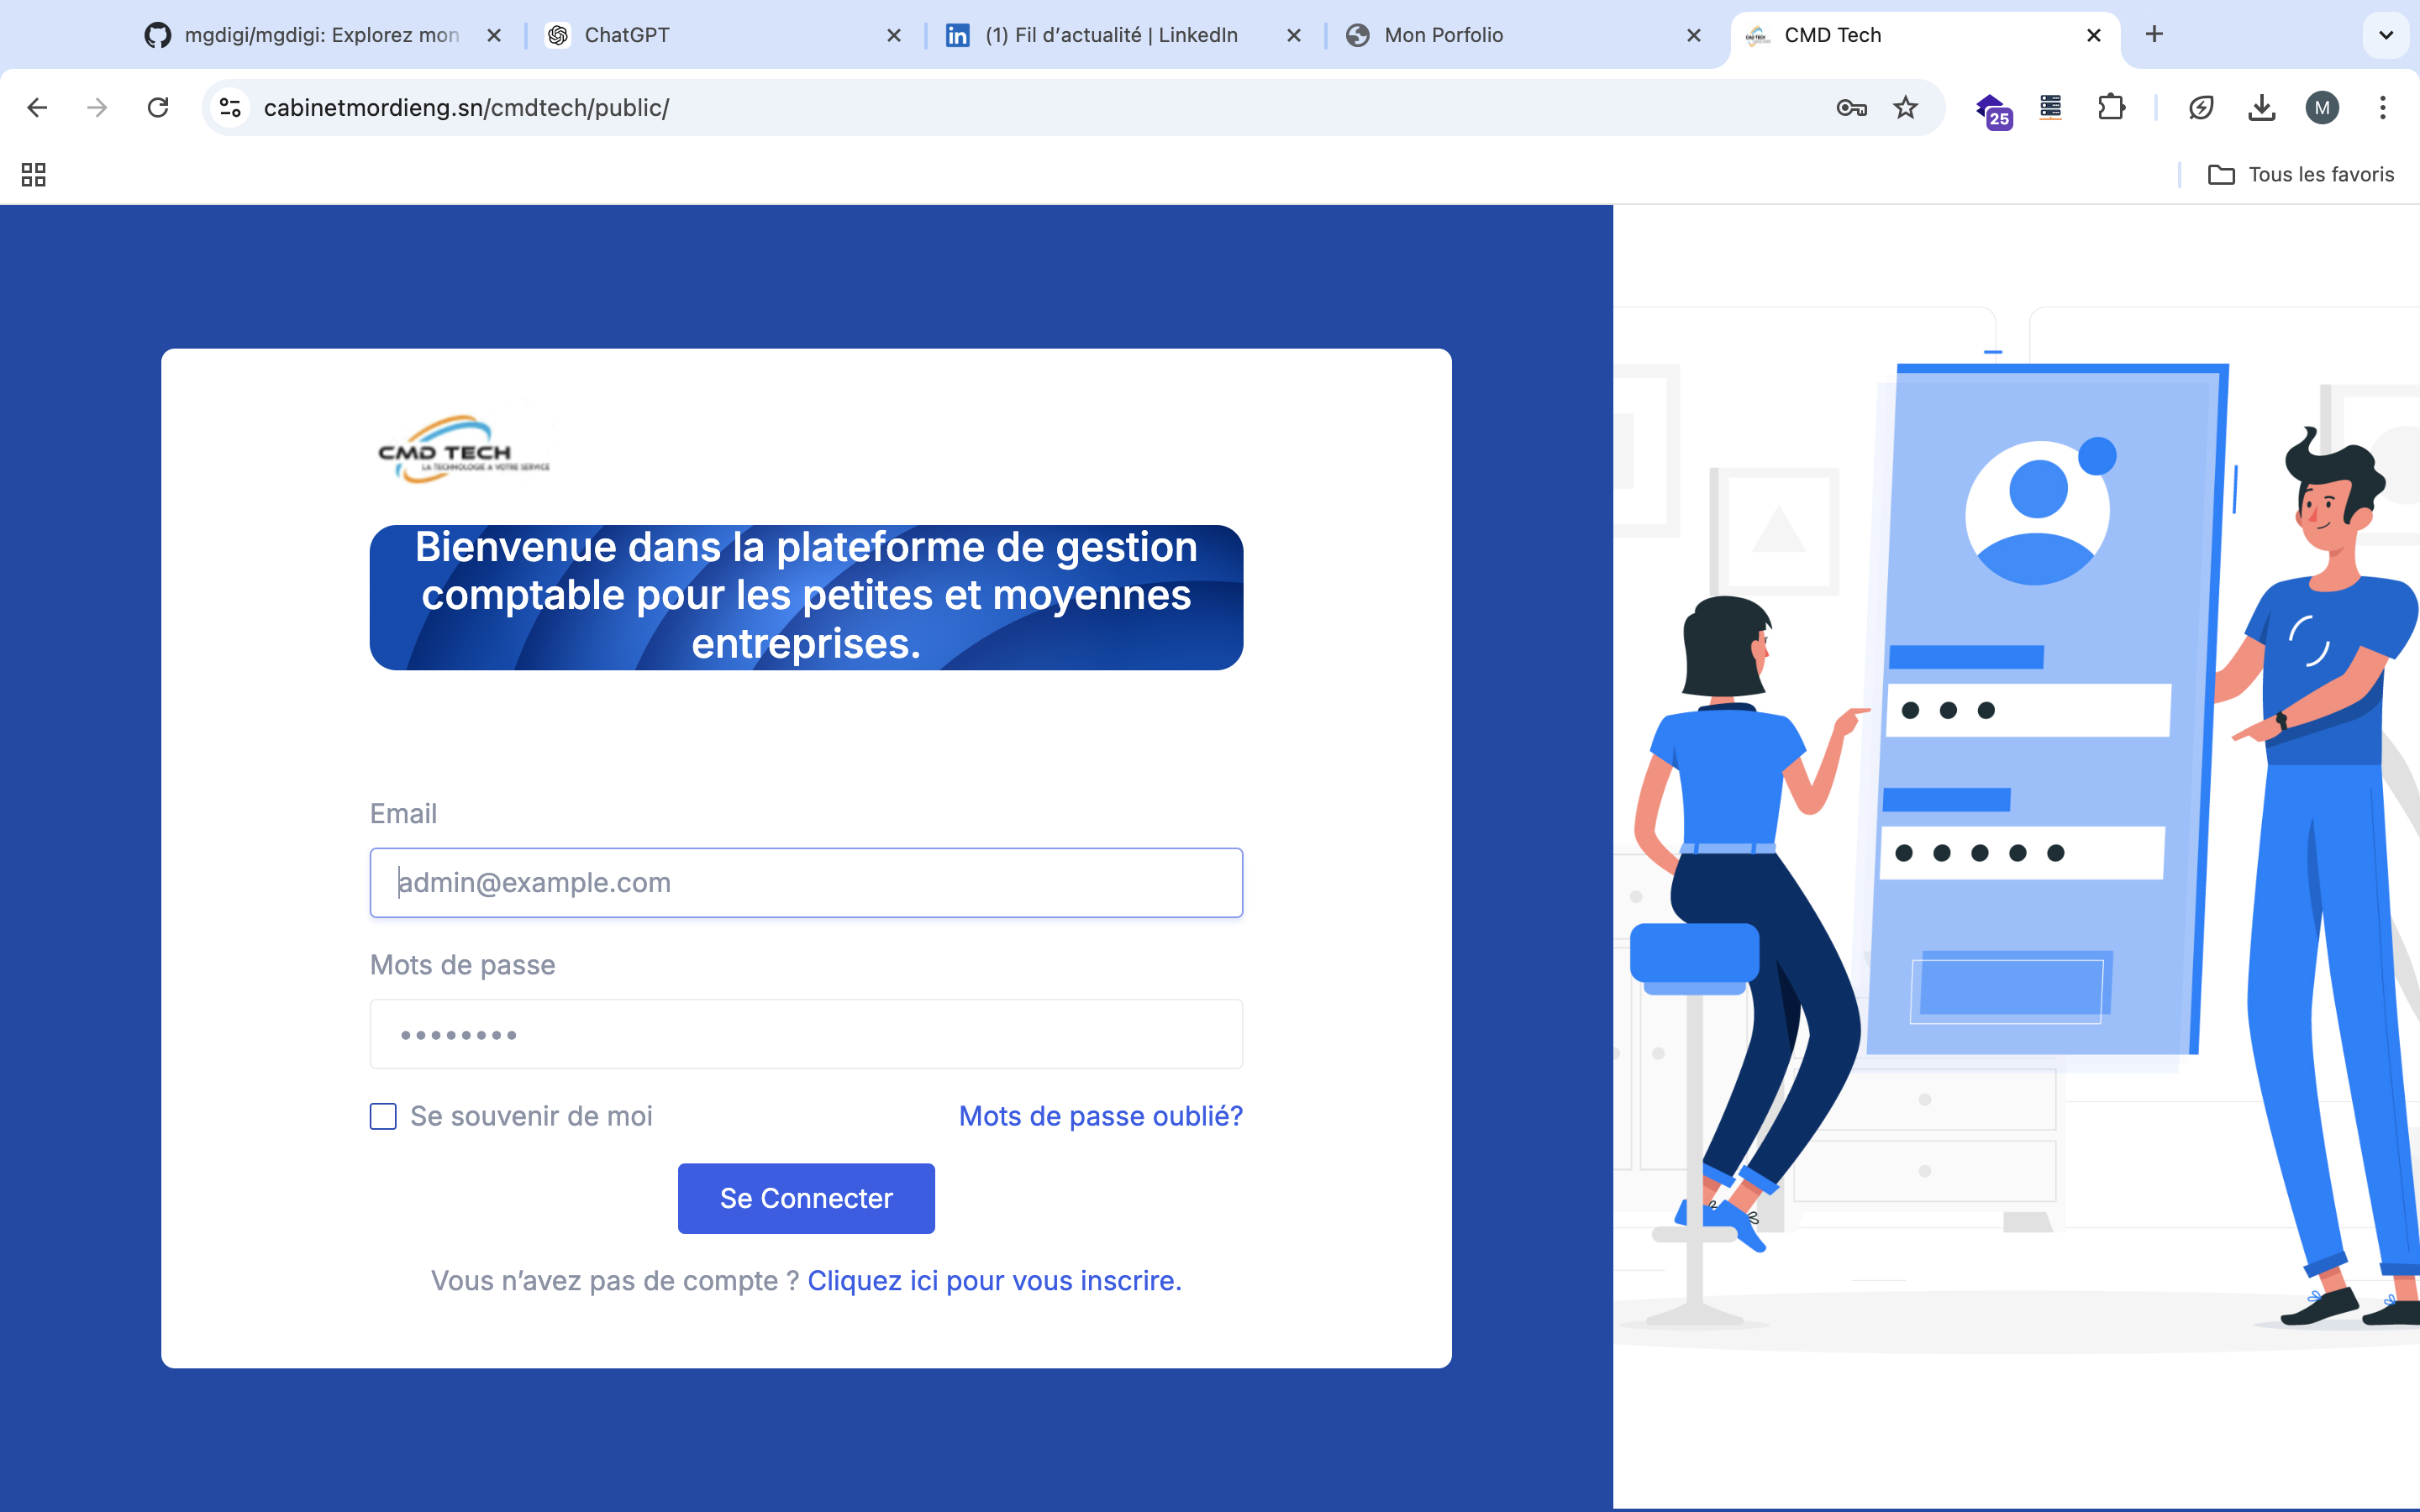 mgdigi/mgdigi: Explorez mon
ChatGPT
(1) Fil d’actualité | LinkedIn
Mon Porfolio
CMD Tech
cabinetmordieng.sn/cmdtech/public/
25
M
Tous les favoris
CMD TECH
LA TECHNOLOGIE A VOTRE SERVICE
Bienvenue dans la plateforme de gestion
comptable pour les petites et moyennes
entreprises.
Email
admin@example.com
Mots de passe
Se souvenir de moi
Mots de passe oublié?
Se Connecter
Vous n’avez pas de compte ? Cliquez ici pour vous inscrire.